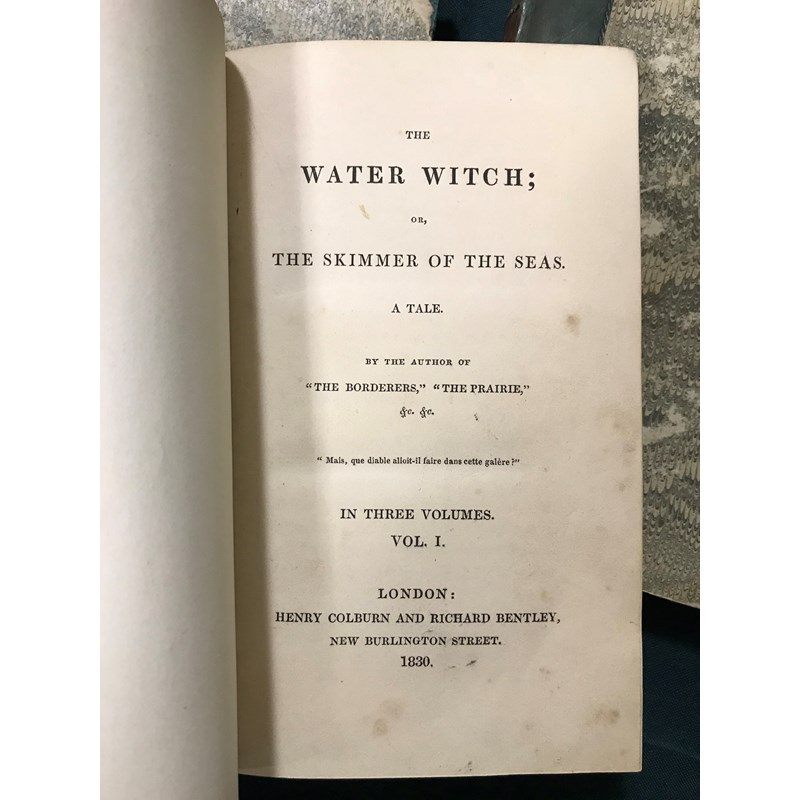 THE
WATER WITCH;
OR,
THE SKIMMER OF THE SEAS.
A TALE.
BY THE AUTHOR OF
"THE BORDERERS," "THE PRAIRIE,"
&c. &c.
" Mais, que diable alloit-il faire dans cette galère?"
IN THREE VOLUMES.
VOL. I.
LONDON:
HENRY COLBURN AND RICHARD BENTLEY,
NEW BURLINGTON STREET.
1830.